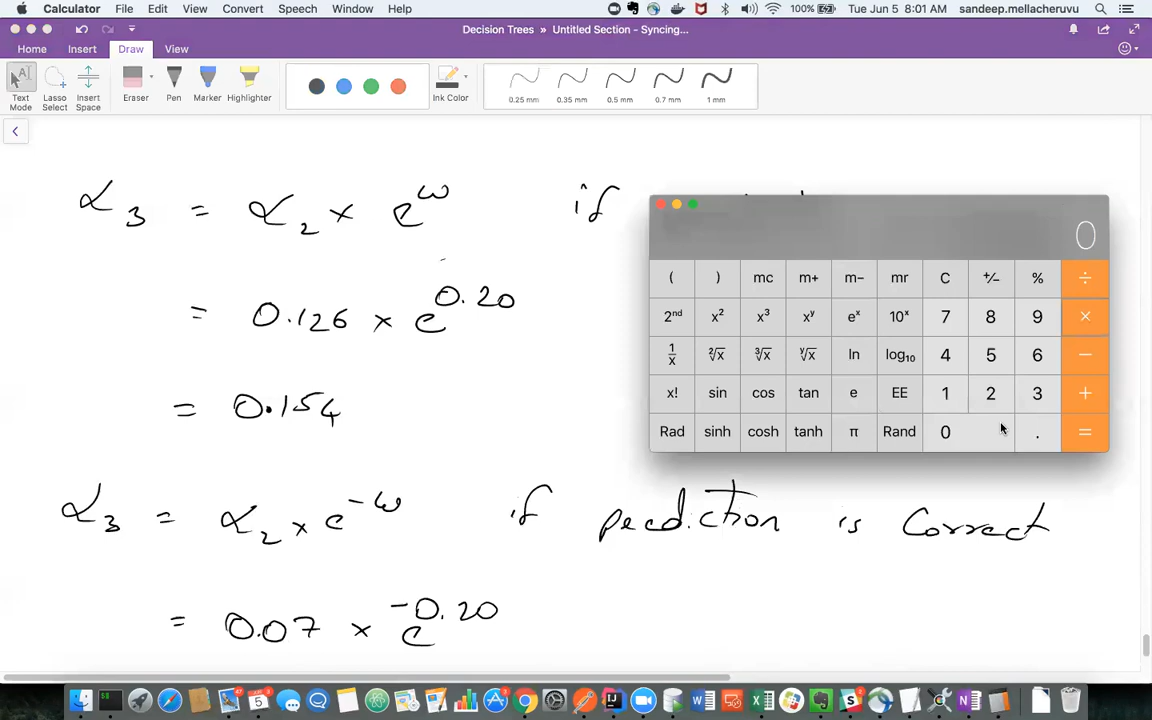 Calculator File Edit View Convert Speech Window Help 100% Tue Jun 5 8:01 AM sandeep.mellacheruvu
Decision Trees » Untitled Section - Syncing...
Home Insert Draw View
Text Mode Lasso Select Insert Space Eraser Pen Marker Highlighter Ink Color 0.25 mm 0.35 mm 0.5 mm 0.7 mm 1 mm
α₃ = α₂ × e^ω if
= 0.126 × e^0.20
= 0.154
α₃ = α₂ × e^-ω if prediction is Correct
= 0.07 × e^-0.20
0
( ) mc m+ m- mr C +/- % ÷
2nd x² x³ xʸ eˣ 10ˣ 7 8 9 ×
1/x ²√x ³√x ʸ√x ln log₁₀ 4 5 6 −
x! sin cos tan e EE 1 2 3 +
Rad sinh cosh tanh π Rand 0 . =